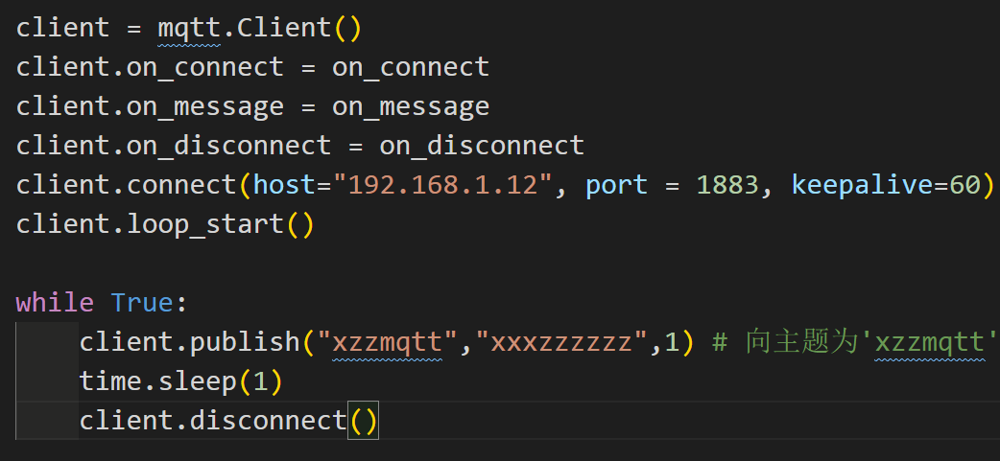 client = mqtt.Client()
client.on_connect = on_connect
client.on_message = on_message
client.on_disconnect = on_disconnect
client.connect(host="192.168.1.12", port = 1883, keepalive=60)
client.loop_start()
while True:
client.publish("xzzmqtt","xxxzzzzzz",1) # 向主题为'xzzmqtt'
time.sleep(1)
client.disconnect()